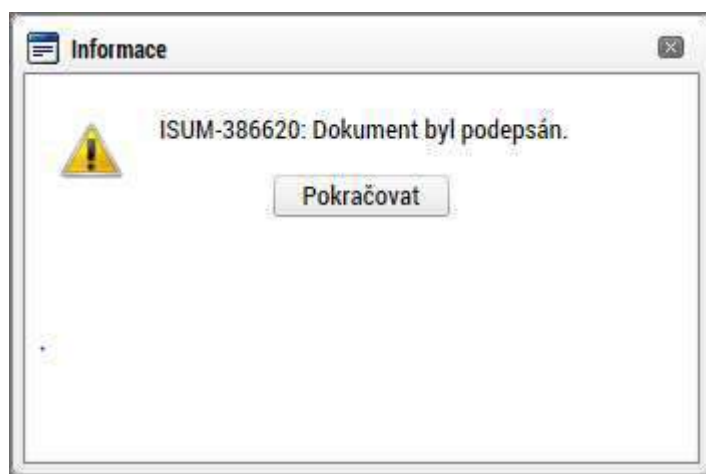 Informace
ISUM-386620: Dokument byl podepsán.
Pokračovat